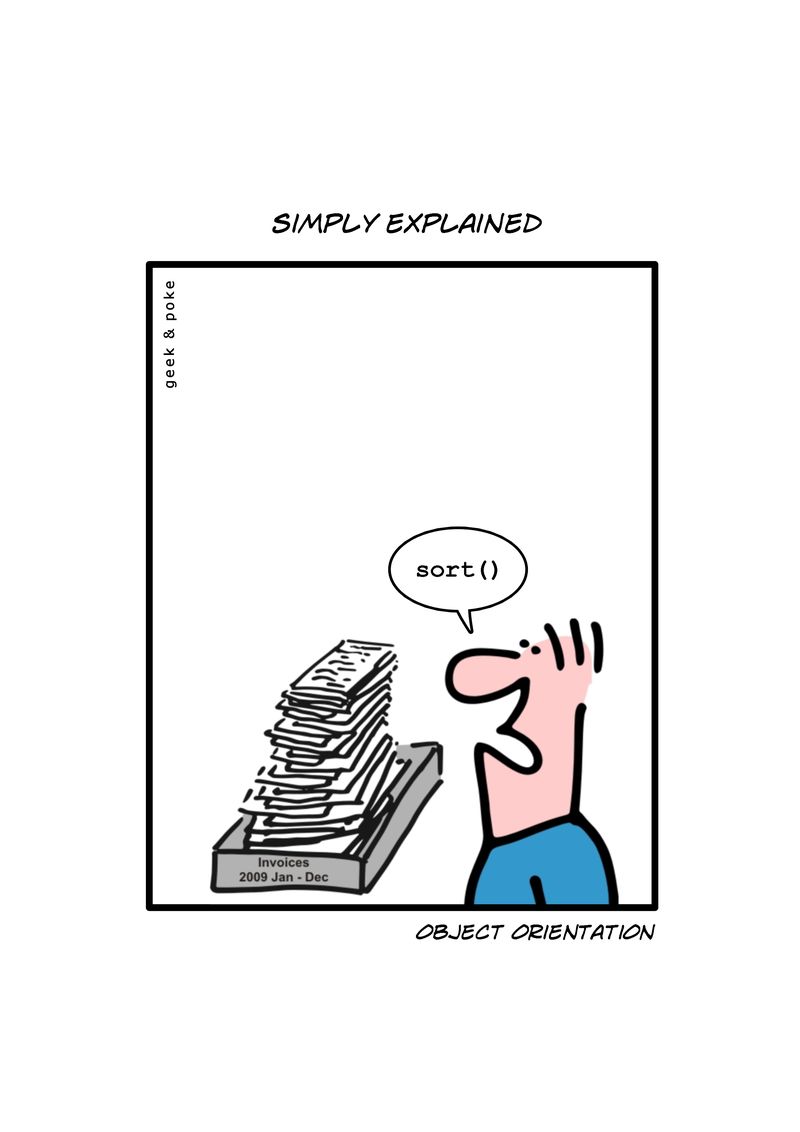 SIMPLY EXPLAINED
geek & poke
sort()
Invoices
2009 Jan - Dec
OBJECT ORIENTATION